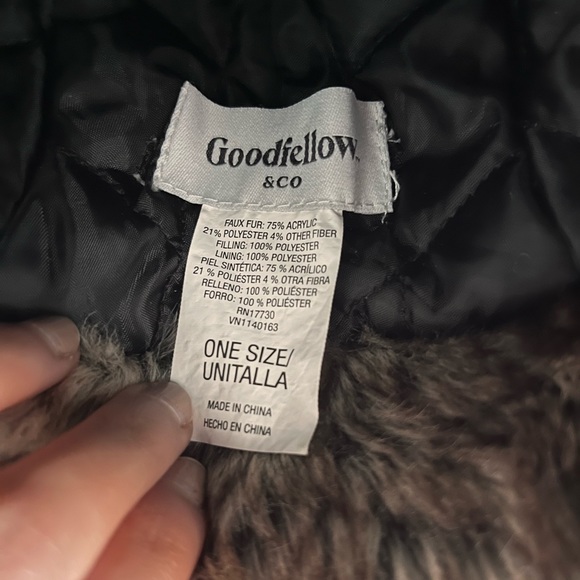 Goodfellow
&CO
FAUX FUR: 75% ACRYLIC
21% POLYESTER 4% OTHER FIBER
FILLING: 100% POLYESTER
LINING: 100% POLYESTER
PIEL SINTÉTICA: 75 % ACRÍLICO
21 % POLIÉSTER 4 % OTRA FIBRA
RELLENO: 100 % POLIÉSTER
FORRO: 100 % POLIÉSTER
RN17730
VN1140163
ONE SIZE/
UNITALLA
MADE IN CHINA
HECHO EN CHINA